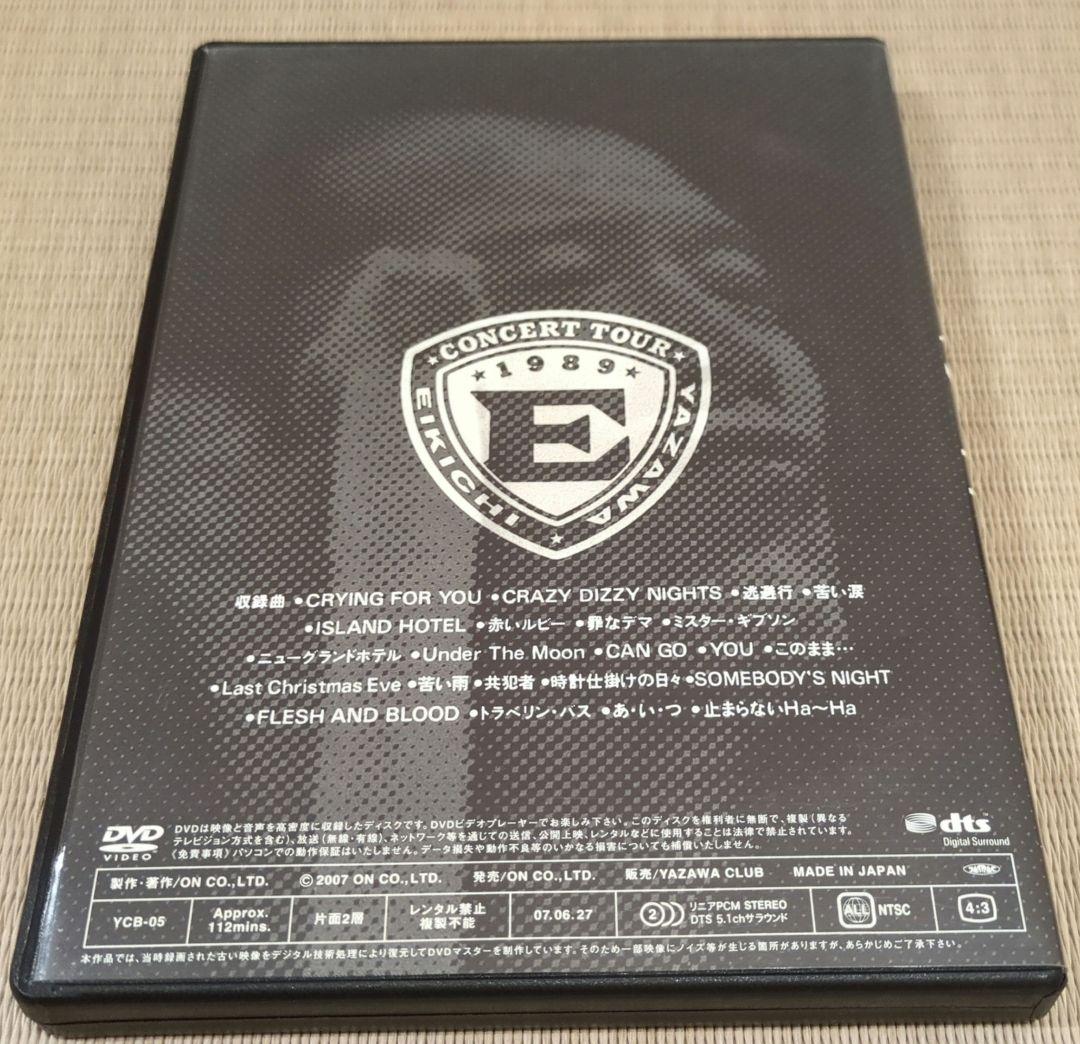 ★CONCERT TOUR★
★1989★
EIKICHI ★ YAZAWA
E
収録曲 ●CRYING FOR YOU ●CRAZY DIZZY NIGHTS ●逃避行 ●苦い涙
●ISLAND HOTEL ●赤いルビー ●罪なデマ ●ミスター・ギブソン
●ニューグランドホテル ●Under The Moon ●CAN GO ●YOU ●このまま…
●Last Christmas Eve ●苦い雨 ●共犯者 ●時計仕掛けの日々 ●SOMEBODY'S NIGHT
●FLESH AND BLOOD ●トラベリン・バス ●あ・い・つ ●止まらないHa〜Ha
DVD VIDEO
DVDは映像と音声を高密度に収録したディスクです。DVDビデオプレーヤーでお楽しみ下さい。このディスクを権利者に無断で、複製(異なる
テレビジョン方式を含む)、放送(無線・有線)、ネットワーク等を通じての送信、公開上映、レンタルなどに使用することは法律で禁止されています。
〈免責事項〉パソコンでの動作保証はいたしません。データ損失や動作不良等のいかなる損害についても補償いたしません。
dts
Digital Surround
製作・著作/ON CO.,LTD. ©2007 ON CO.,LTD. 発売/ON CO.,LTD. 販売/YAZAWA CLUB MADE IN JAPAN
YCB-05
Approx.
112mins.
片面2層
レンタル禁止
複製不能
07.06.27
2
リニアPCM STEREO
DTS 5.1chサラウンド
ALL NTSC
4:3
本作品では、当時録画された古い映像をデジタル技術処理により復元してDVDマスターを制作しています。そのため一部映像にノイズ等が生じる箇所がありますが、あらかじめご了承下さい。